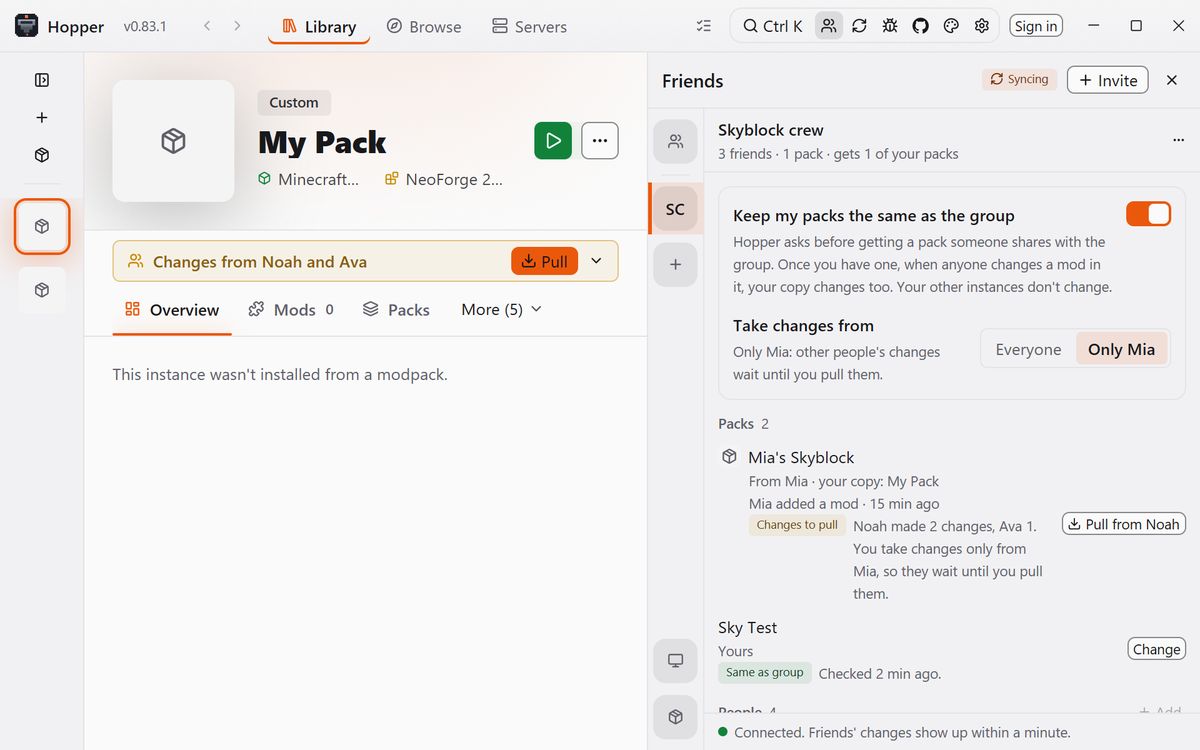 Hopper v0.83.1 Library Browse Servers Ctrl K Sign in
Custom
My Pack
Minecraft... NeoForge 2...
Changes from Noah and Ava Pull
Overview Mods 0 Packs More (5)
This instance wasn't installed from a modpack.
Friends Syncing + Invite
SC
Skyblock crew
3 friends · 1 pack · gets 1 of your packs
Keep my packs the same as the group
Hopper asks before getting a pack someone shares with the
group. Once you have one, when anyone changes a mod in
it, your copy changes too. Your other instances don't change.
Take changes from
Only Mia: other people's changes
wait until you pull them.
Everyone Only Mia
Packs 2
Mia's Skyblock
From Mia · your copy: My Pack
Mia added a mod · 15 min ago
Changes to pull Noah made 2 changes, Ava 1.
You take changes only from
Mia, so they wait until you pull
them.
Pull from Noah
Sky Test
Yours
Same as group Checked 2 min ago.
Change
People 4 + Add
Connected. Friends' changes show up within a minute.